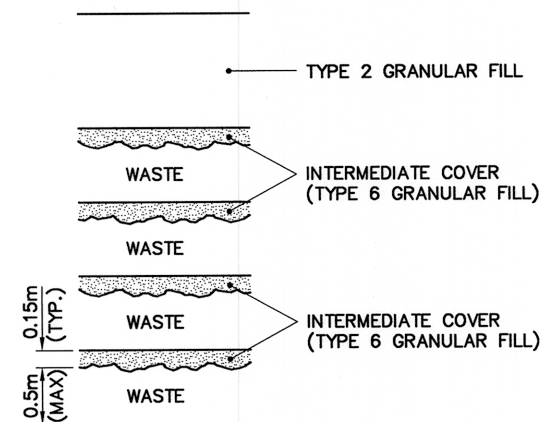 TYPE 2 GRANULAR FILL
WASTE
INTERMEDIATE COVER
(TYPE 6 GRANULAR FILL)
WASTE
WASTE
INTERMEDIATE COVER
(TYPE 6 GRANULAR FILL)
0.15m
(TYP.)
WASTE
0.5m
(MAX)